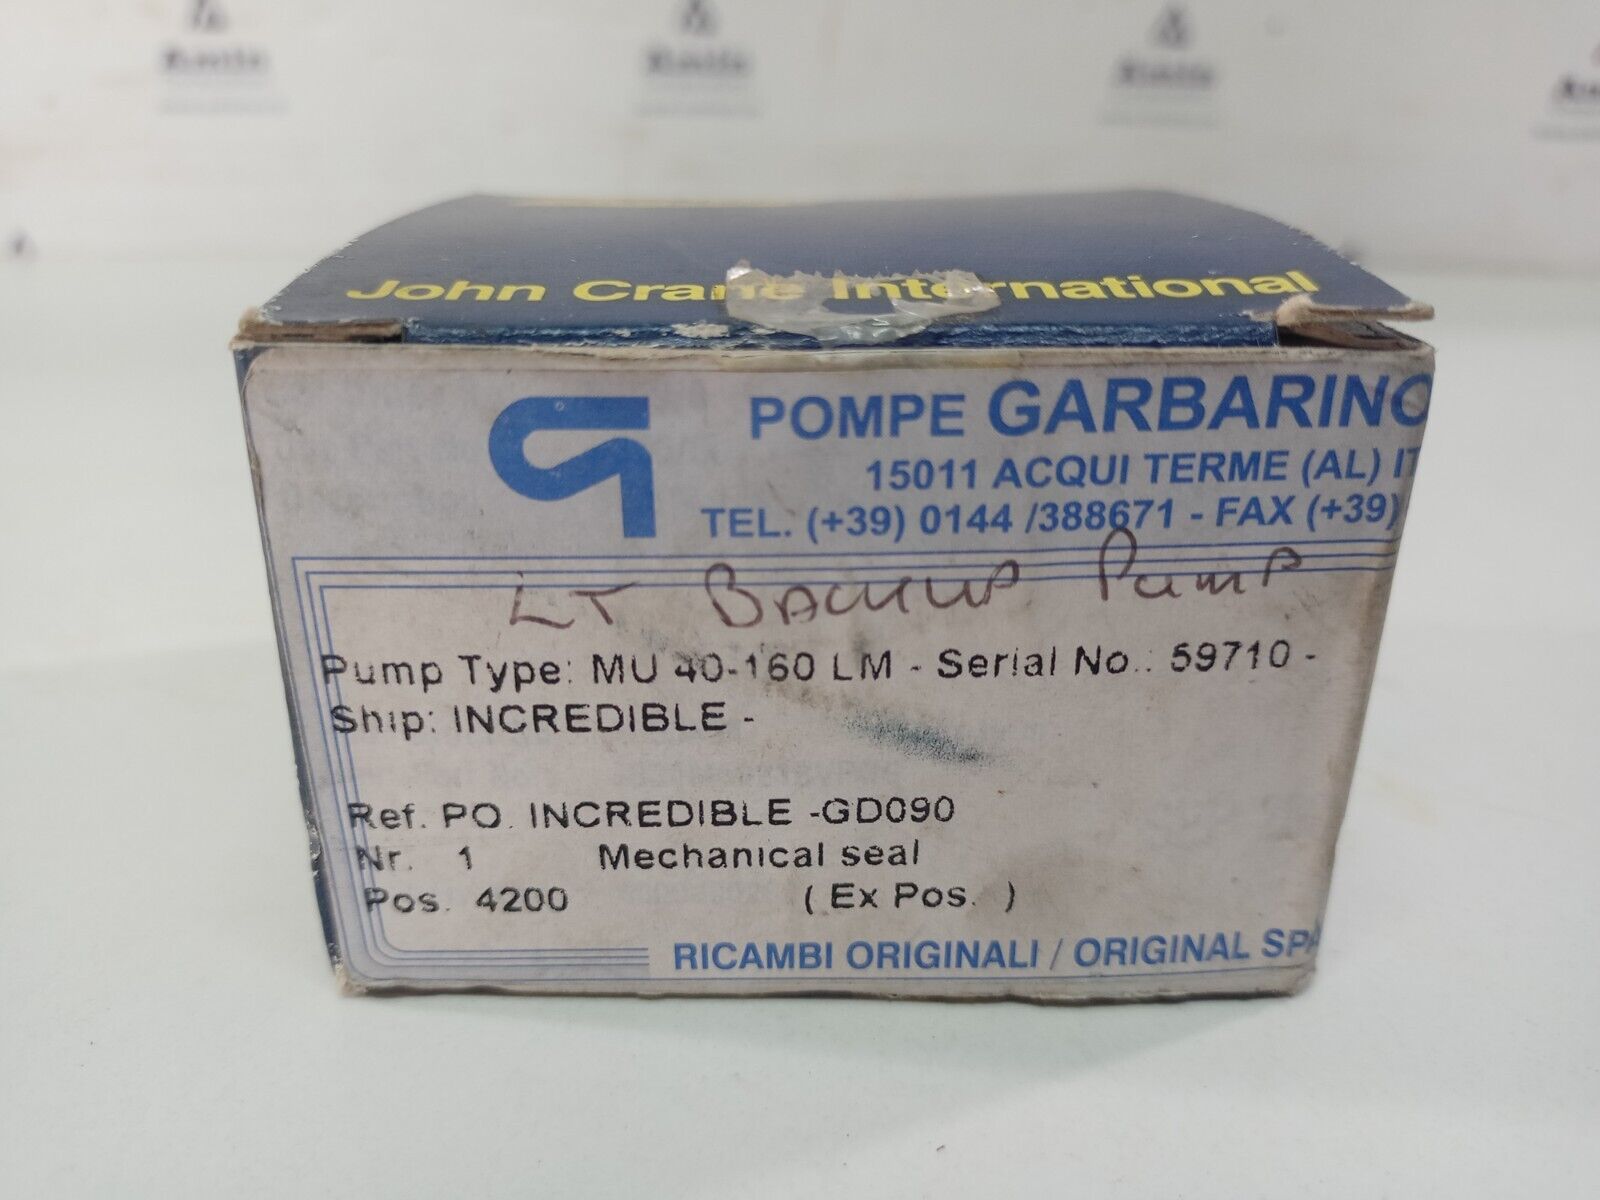 John Crane International
POMPE GARBARINO
15011 ACQUI TERME (AL) IT
TEL. (+39) 0144 /388671 - FAX (+39)
LT BACKUP PUMP
Pump Type: MU 40-160 LM - Serial No.: 59710 -
Ship: INCREDIBLE -
Ref. PO. INCREDIBLE -GD090
Nr. 1 Mechanical seal
Pos. 4200 ( Ex Pos. )
RICAMBI ORIGINALI / ORIGINAL SPA